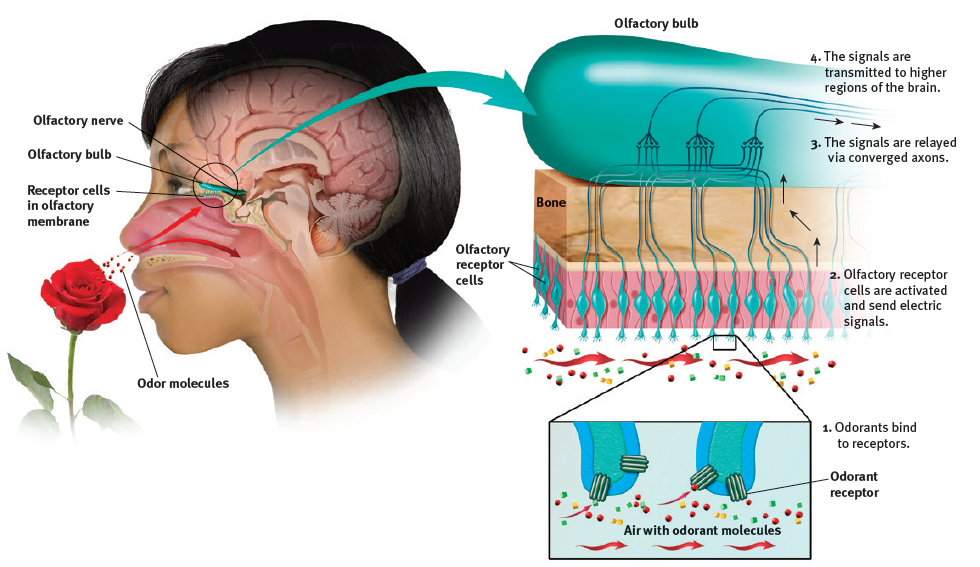 Olfactory nerve
Olfactory bulb
Receptor cells
in olfactory
membrane
Odor molecules
Olfactory bulb
4. The signals are
transmitted to higher
regions of the brain.
3. The signals are relayed
via converged axons.
Bone
Olfactory
receptor
cells
2. Olfactory receptor
cells are activated
and send electric
signals.
1. Odorants bind
to receptors.
Odorant
receptor
Air with odorant molecules